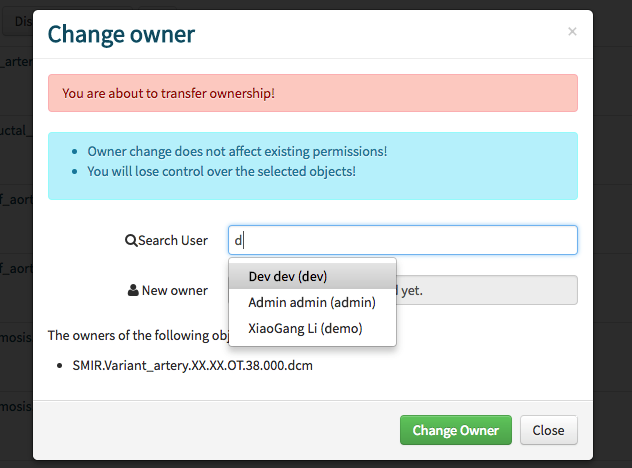 Dis
Change owner
×
_artery
You are about to transfer ownership!
uctal_
Owner change does not affect existing permissions!
You will lose control over the selected objects!
f_aort
Search User
d
f_aort
Dev dev (dev)
New owner
yet.
Admin admin (admin)
XiaoGang Li (demo)
mosis
The owners of the following obj
SMIR.Variant_artery.XX.XX.OT.38.000.dcm
mosis
Change Owner
Close